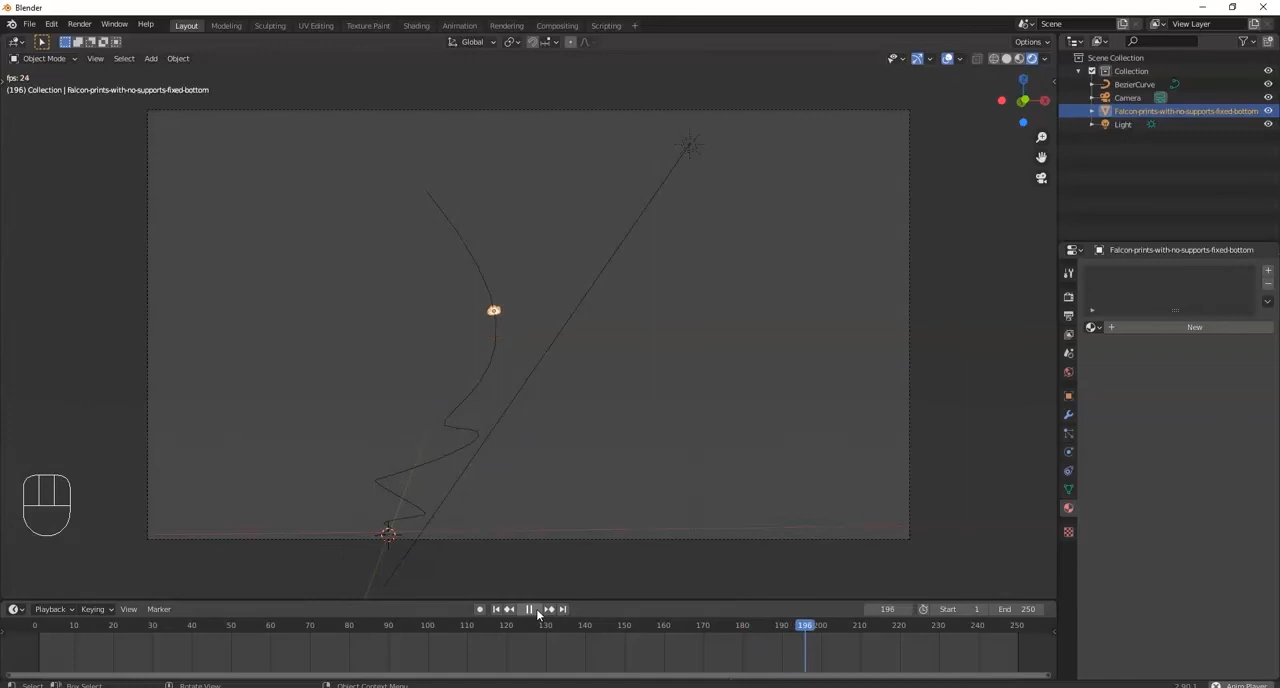 Blender
File Edit Render Window Help Layout Modeling Sculpting UV Editing Texture Paint Shading Animation Rendering Compositing Scripting + Scene View Layer
Global Options
Object Mode View Select Add Object
fps: 24
(196) Collection | Falcon-prints-with-no-supports-fixed-bottom
Scene Collection
Collection
BezierCurve
Camera
Falcon-prints-with-no-supports-fixed-bottom
Light
Falcon-prints-with-no-supports-fixed-bottom
New
Playback Keying View Marker 196 Start 1 End 250
0 10 20 30 40 50 60 70 80 90 100 110 120 130 140 150 160 170 180 190 196 200 210 220 230 240 250
Select Box Select Rotate View Object Context Menu 2.90.1 Anim Player